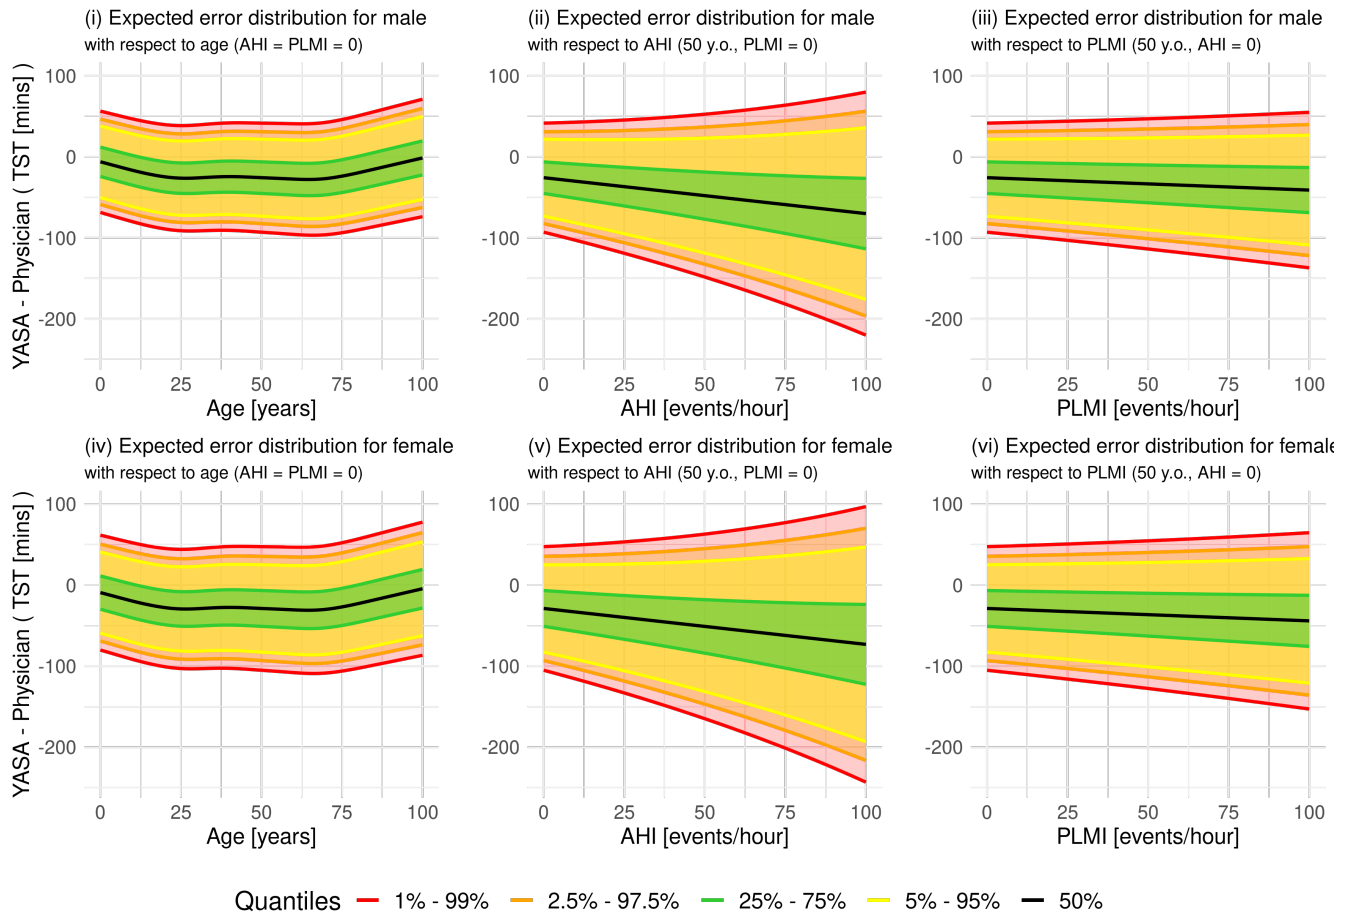 (i) Expected error distribution for male
with respect to age (AHI = PLMI = 0)
(ii) Expected error distribution for male
with respect to AHI (50 y.o., PLMI = 0)
(iii) Expected error distribution for male
with respect to PLMI (50 y.o., AHI = 0)
YASA - Physician ( TST [mins] )
100
0
-100
-200
0 25 50 75 100
Age [years]
100
0
-100
-200
0 25 50 75 100
AHI [events/hour]
100
0
-100
-200
0 25 50 75 100
PLMI [events/hour]
(iv) Expected error distribution for female
with respect to age (AHI = PLMI = 0)
(v) Expected error distribution for female
with respect to AHI (50 y.o., PLMI = 0)
(vi) Expected error distribution for female
with respect to PLMI (50 y.o., AHI = 0)
YASA - Physician ( TST [mins] )
100
0
-100
-200
0 25 50 75 100
Age [years]
100
0
-100
-200
0 25 50 75 100
AHI [events/hour]
100
0
-100
-200
0 25 50 75 100
PLMI [events/hour]
Quantiles 1% - 99% 2.5% - 97.5% 25% - 75% 5% - 95% 50%